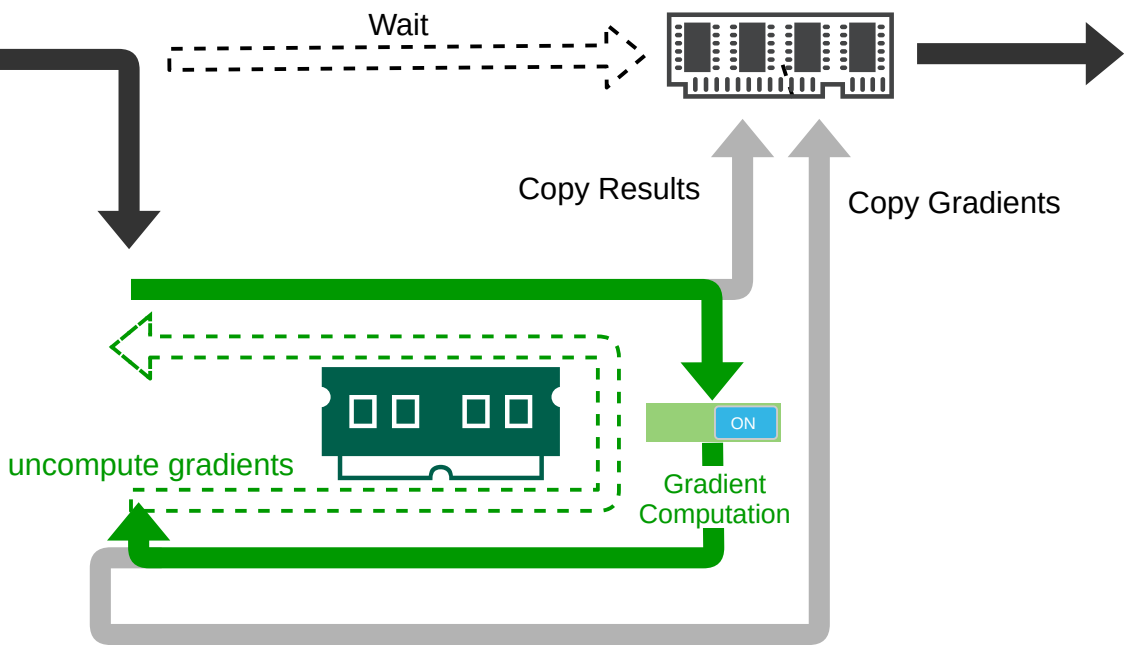 Wait
Copy Results
Copy Gradients
ON
uncompute gradients
Gradient
Computation